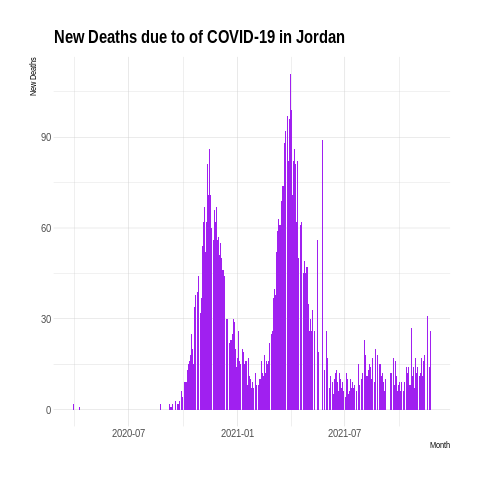 New Deaths due to of COVID-19 in Jordan
New Deaths
90
60
30
0
2020-07
2021-01
2021-07
Month